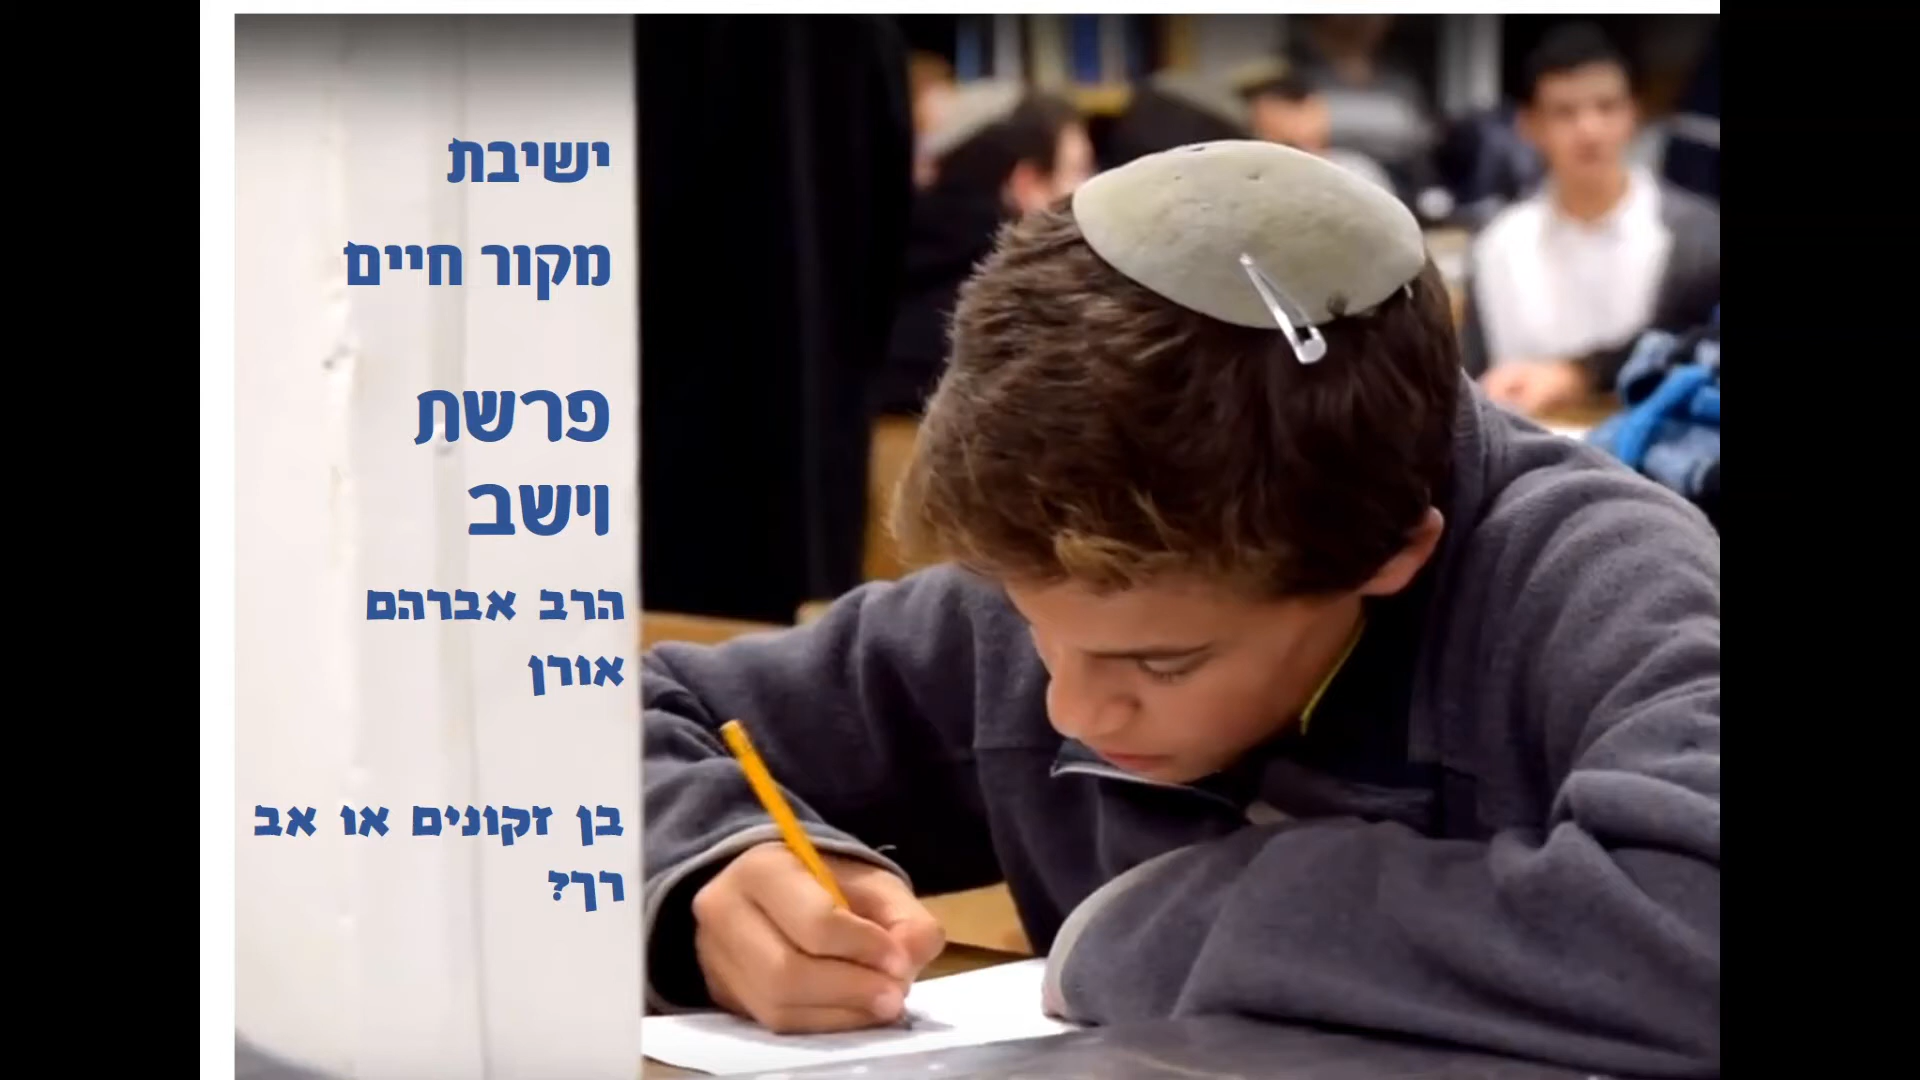 ישיבת
מקור חיים
פרשת
וישב
הרב אברהם
אורן
בן זקונים או אב
רך?